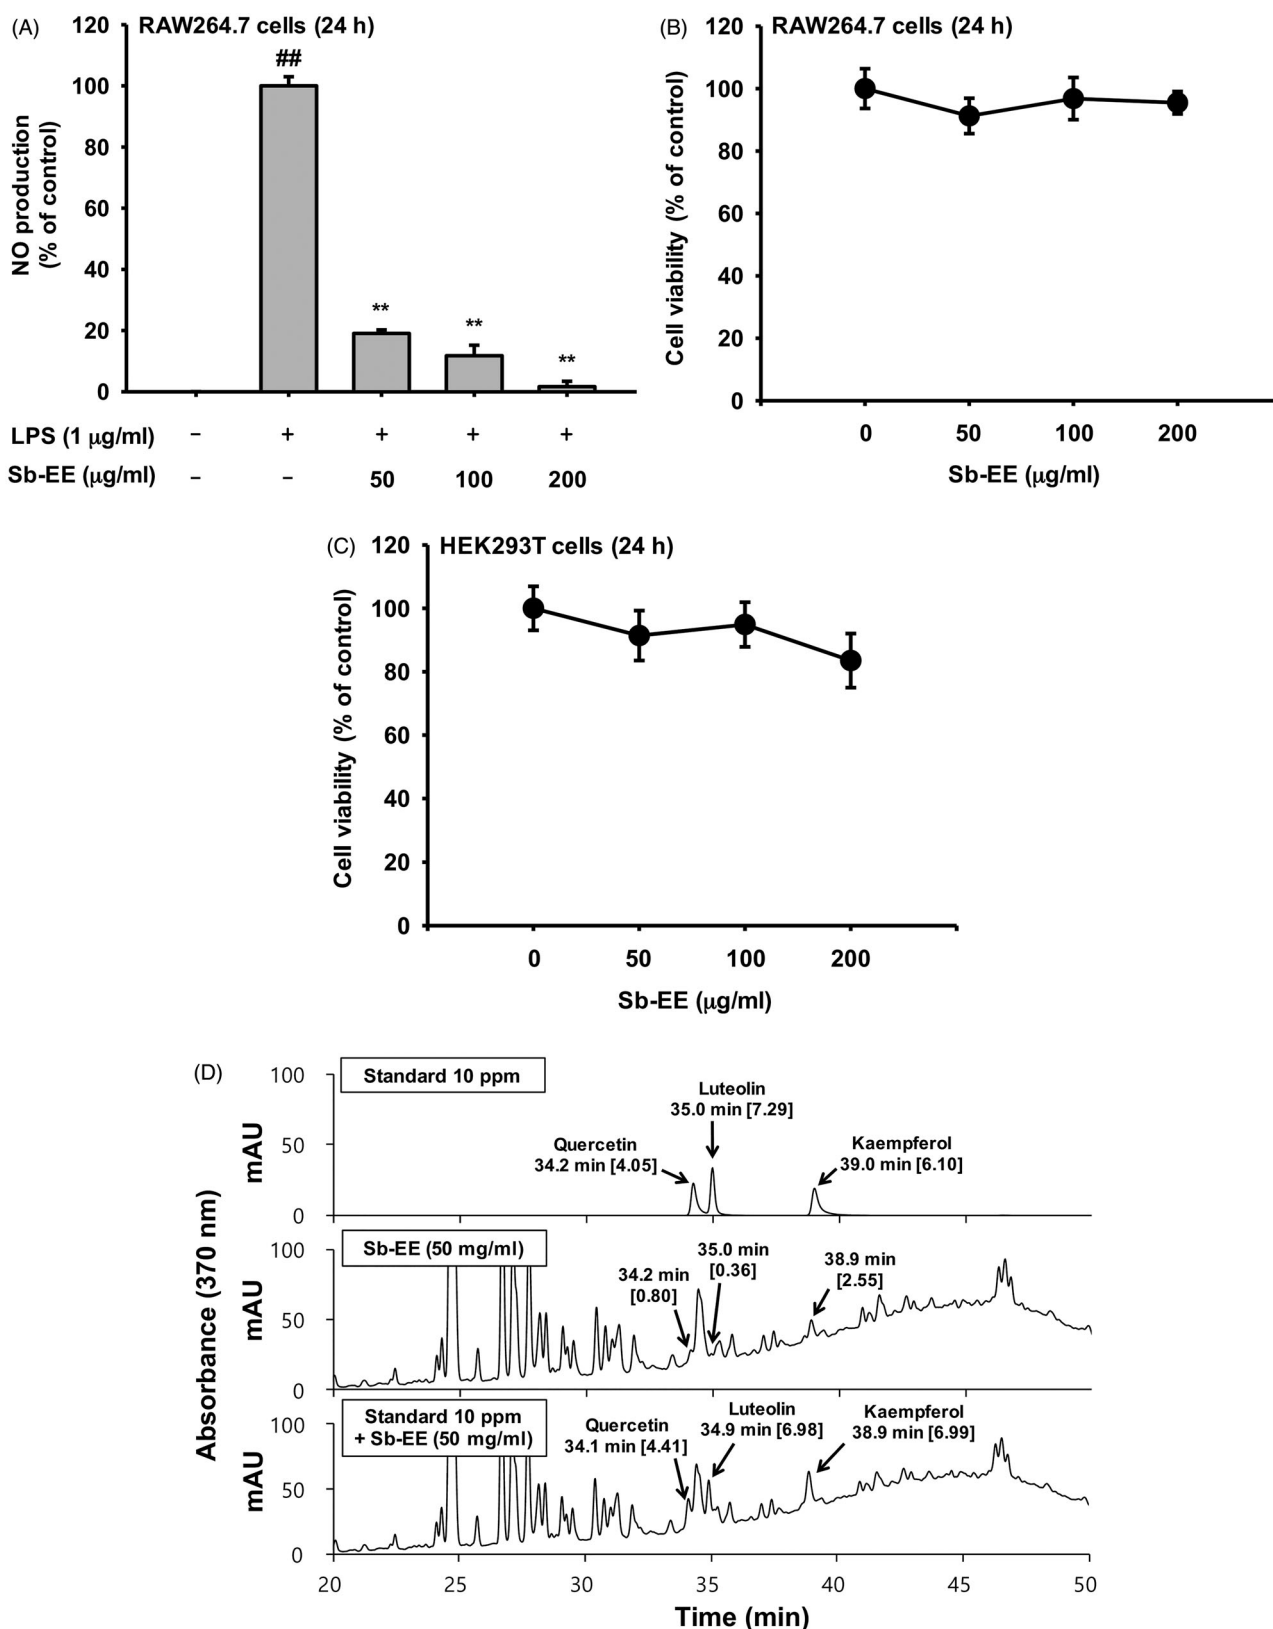 (A)
RAW264.7 cells (24 h)
120
100
80
60
40
20
0
NO production
(% of control)
##
**
**
**
LPS (1 μg/ml) – + + + +
Sb-EE (μg/ml) – – 50 100 200
(B)
RAW264.7 cells (24 h)
120
100
80
60
40
20
0
Cell viability (% of control)
0 50 100 200
Sb-EE (μg/ml)
(C)
HEK293T cells (24 h)
120
100
80
60
40
20
0
Cell viability (% of control)
0 50 100 200
Sb-EE (μg/ml)
(D)
Absorbance (370 nm)
Standard 10 ppm
100
50
0
mAU
Quercetin
34.2 min [4.05]
Luteolin
35.0 min [7.29]
Kaempferol
39.0 min [6.10]
Sb-EE (50 mg/ml)
100
50
0
mAU
34.2 min
[0.80]
35.0 min
[0.36]
38.9 min
[2.55]
Standard 10 ppm
+ Sb-EE (50 mg/ml)
100
50
0
mAU
Quercetin
34.1 min [4.41]
Luteolin
34.9 min [6.98]
Kaempferol
38.9 min [6.99]
20 25 30 35 40 45 50
Time (min)